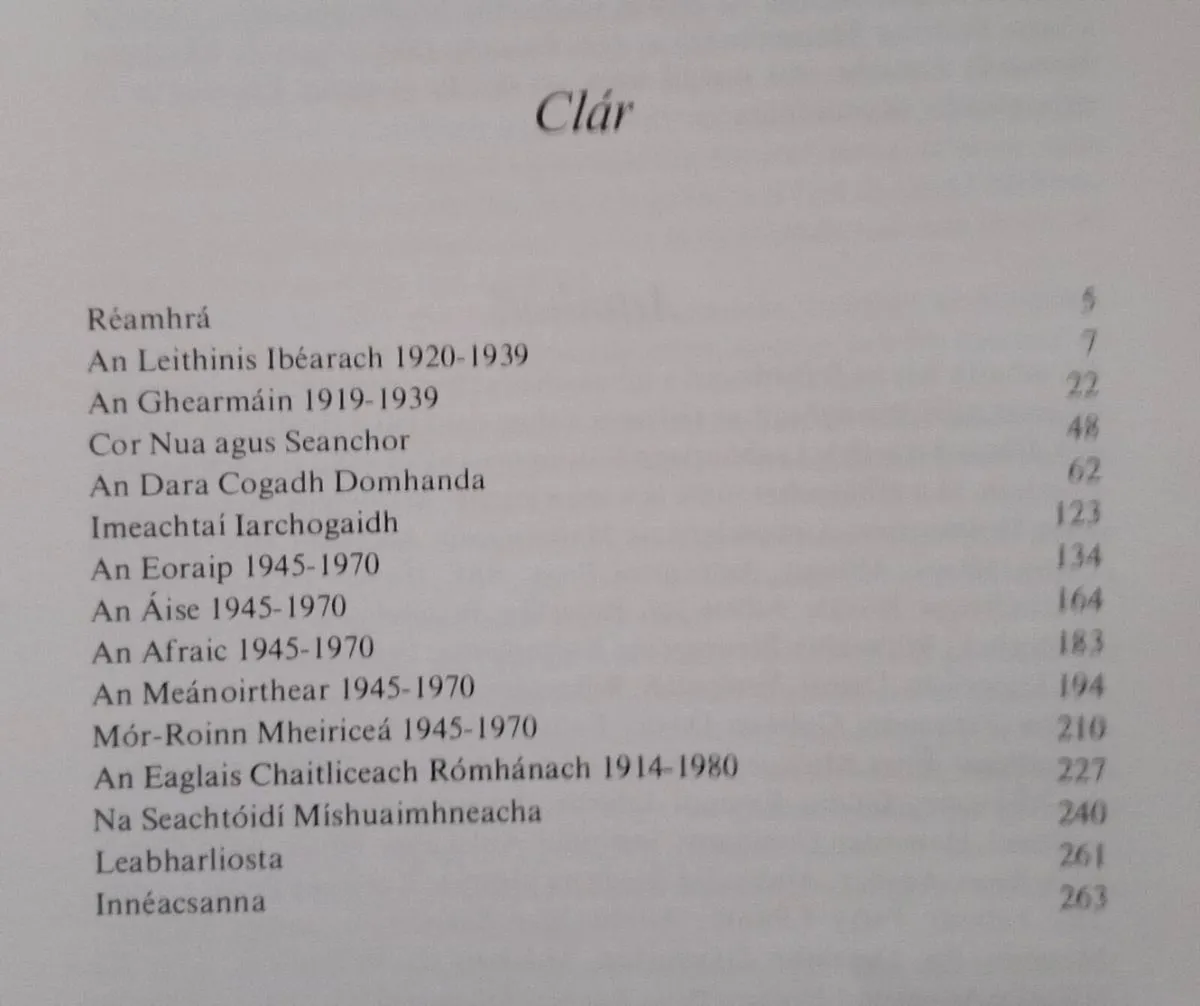 Clár
Réamhrá 5
An Leithinis Ibéarach 1920-1939 7
An Ghearmáin 1919-1939 22
Cor Nua agus Seanchor 48
An Dara Cogadh Domhanda 62
Imeachtaí Iarchogaidh 123
An Eoraip 1945-1970 134
An Áise 1945-1970 164
An Afraic 1945-1970 183
An Meánoirthear 1945-1970 194
Mór-Roinn Mheiriceá 1945-1970 210
An Eaglais Chaitliceach Rómhánach 1914-1980 227
Na Seachtóidí Míshuaimhneacha 240
Leabharliosta 261
Innéacsanna 263